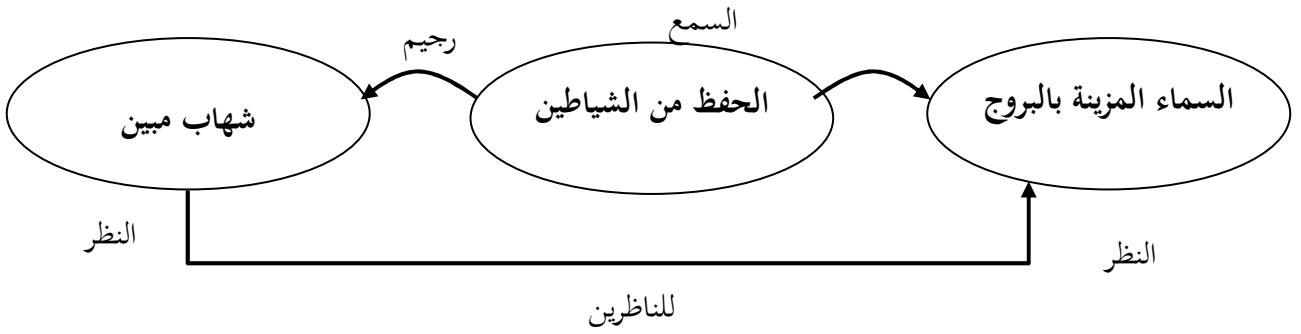 السمع
رجيم
السماء المزينة بالبروج
الحفظ من الشياطين
شهاب مبين
النظر
النظر
للناظرين